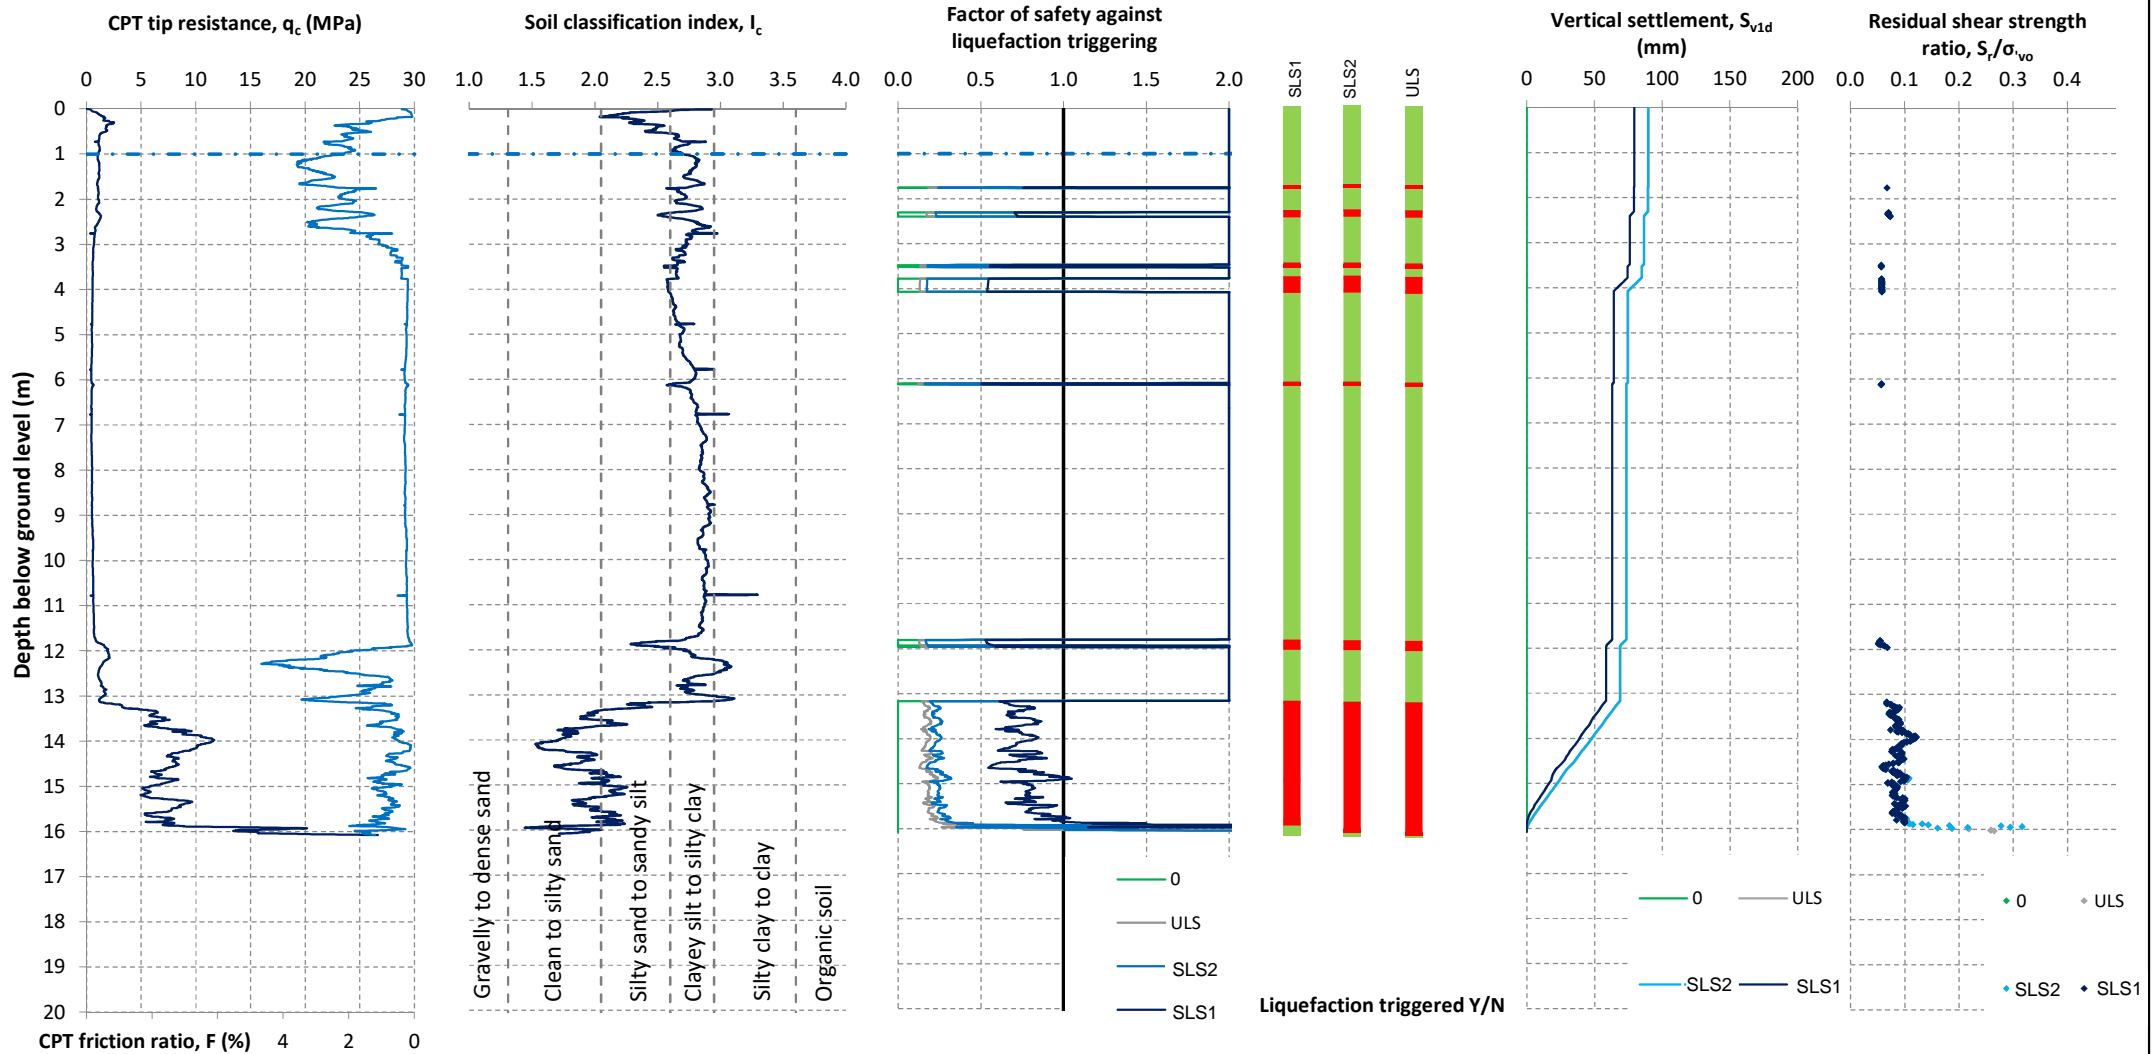 CPT tip resistance, qc (MPa)
0 5 10 15 20 25 30
Soil classification index, Ic
1.0 1.5 2.0 2.5 3.0 3.5 4.0
Factor of safety against
liquefaction triggering
0.0 0.5 1.0 1.5 2.0
SLS1
SLS2
ULS
Vertical settlement, Sv1d
(mm)
0 50 100 150 200
Residual shear strength
ratio, Sr/σ'vo
0.0 0.1 0.2 0.3 0.4
Depth below ground level (m)
0
1
2
3
4
5
6
7
8
9
10
11
12
13
14
15
16
17
18
19
20
CPT friction ratio, F (%) 4 2 0
Gravelly to dense sand
Clean to silty sand
Silty sand to sandy silt
Clayey silt to silty clay
Silty clay to clay
Organic soil
0
ULS
SLS2
SLS1
Liquefaction triggered Y/N
0 ULS
SLS2 SLS1
0 ULS
SLS2 SLS1